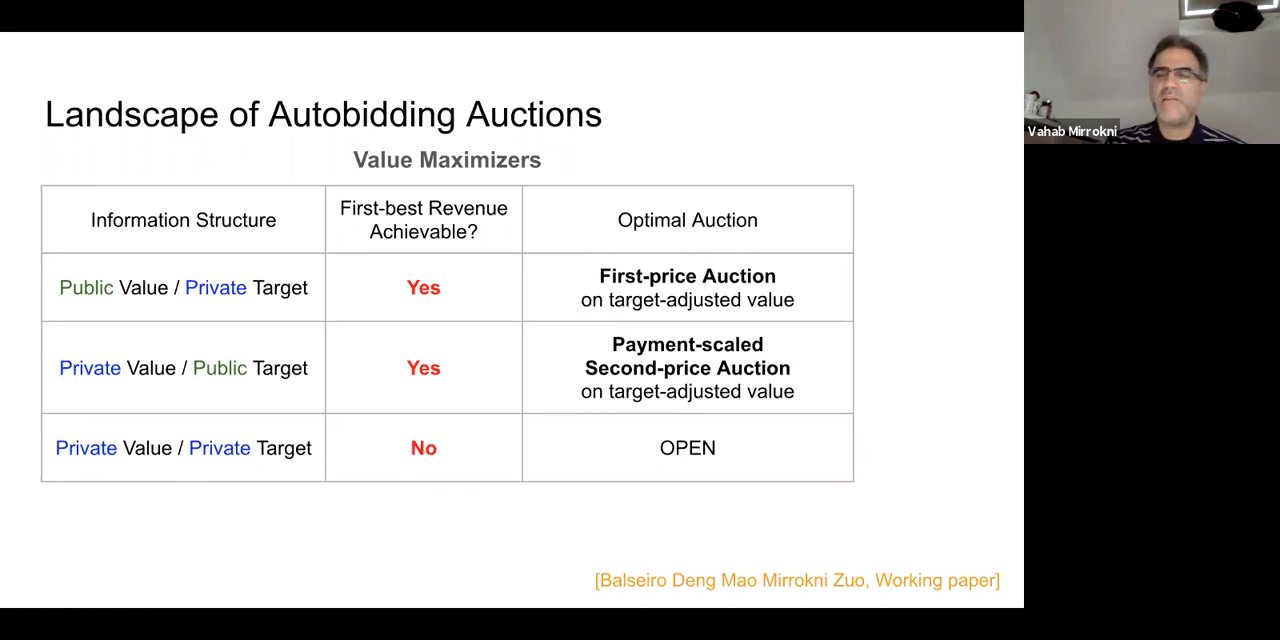 Landscape of Autobidding Auctions
Value Maximizers
Information Structure
First-best Revenue
Achievable?
Optimal Auction
Public Value / Private Target
Yes
First-price Auction
on target-adjusted value
Private Value / Public Target
Yes
Payment-scaled
Second-price Auction
on target-adjusted value
Private Value / Private Target
No
OPEN
[Balseiro Deng Mao Mirrokni Zuo, Working paper]
Vahab Mirrokni